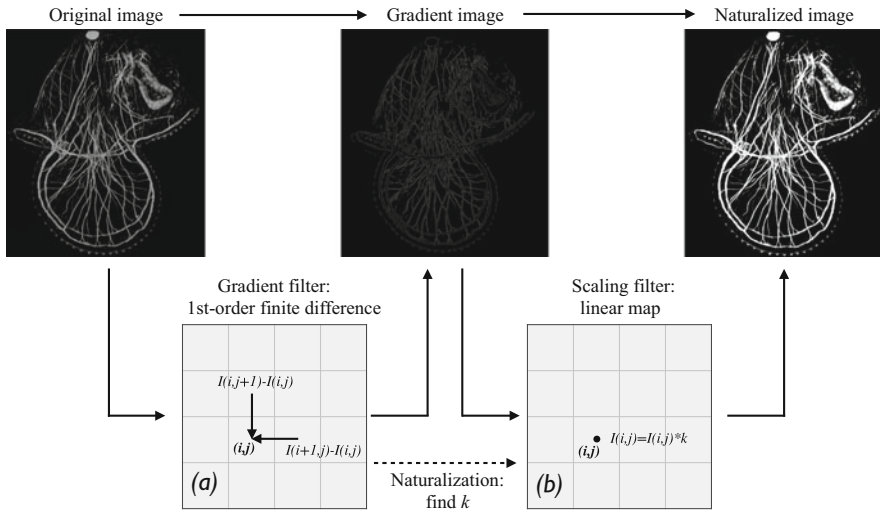 Original image
Gradient image
Naturalized image
Gradient filter:
1st-order finite difference
Scaling filter:
linear map
I(i,j+1)-I(i,j)
(i,j)
I(i+1,j)-I(i,j)
(a)
Naturalization:
find k
I(i,j)=I(i,j)*k
(i,j)
(b)